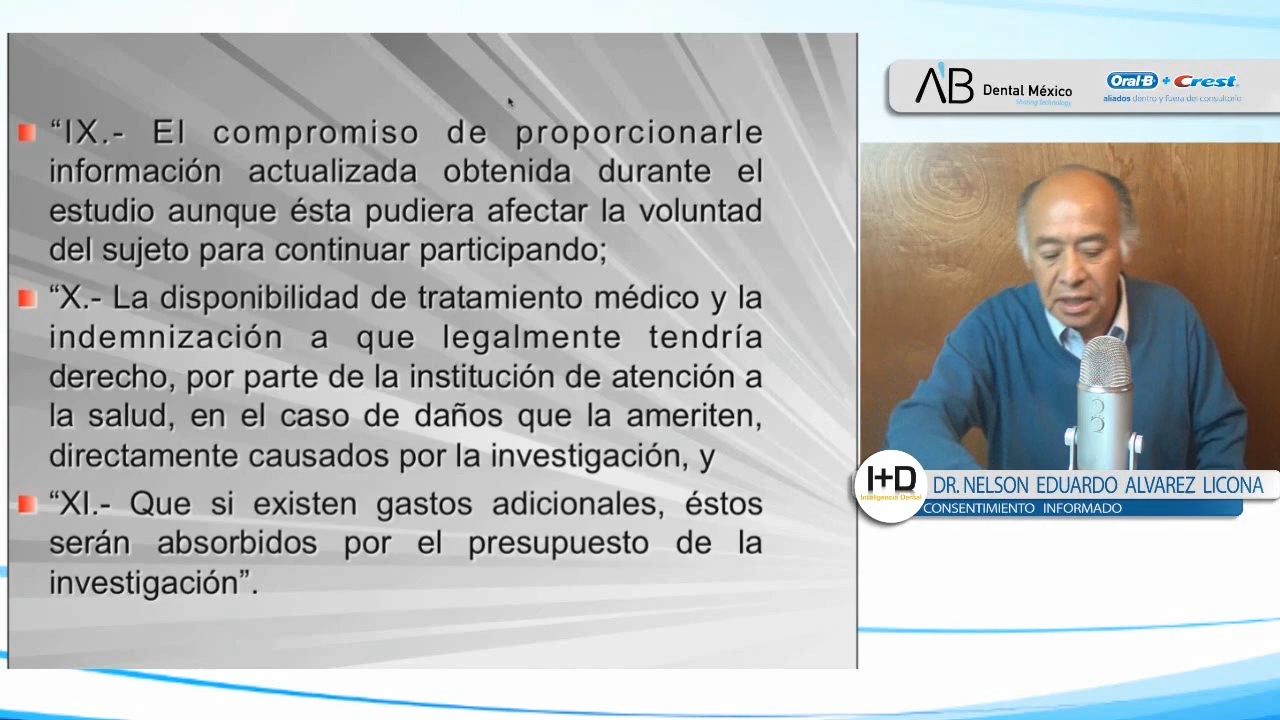 “IX.- El compromiso de proporcionarle
información actualizada obtenida durante el
estudio aunque ésta pudiera afectar la voluntad
del sujeto para continuar participando;
“X.- La disponibilidad de tratamiento médico y la
indemnización a que legalmente tendría
derecho, por parte de la institución de atención a
la salud, en el caso de daños que la ameriten,
directamente causados por la investigación, y
“XI.- Que si existen gastos adicionales, éstos
serán absorbidos por el presupuesto de la
investigación”.
AB Dental México
Sharing Technology
Oral-B + Crest
aliados dentro y fuera del consultorio
I+D
Inteligencia Dental
DR. NELSON EDUARDO ALVAREZ LICONA
CONSENTIMIENTO INFORMADO